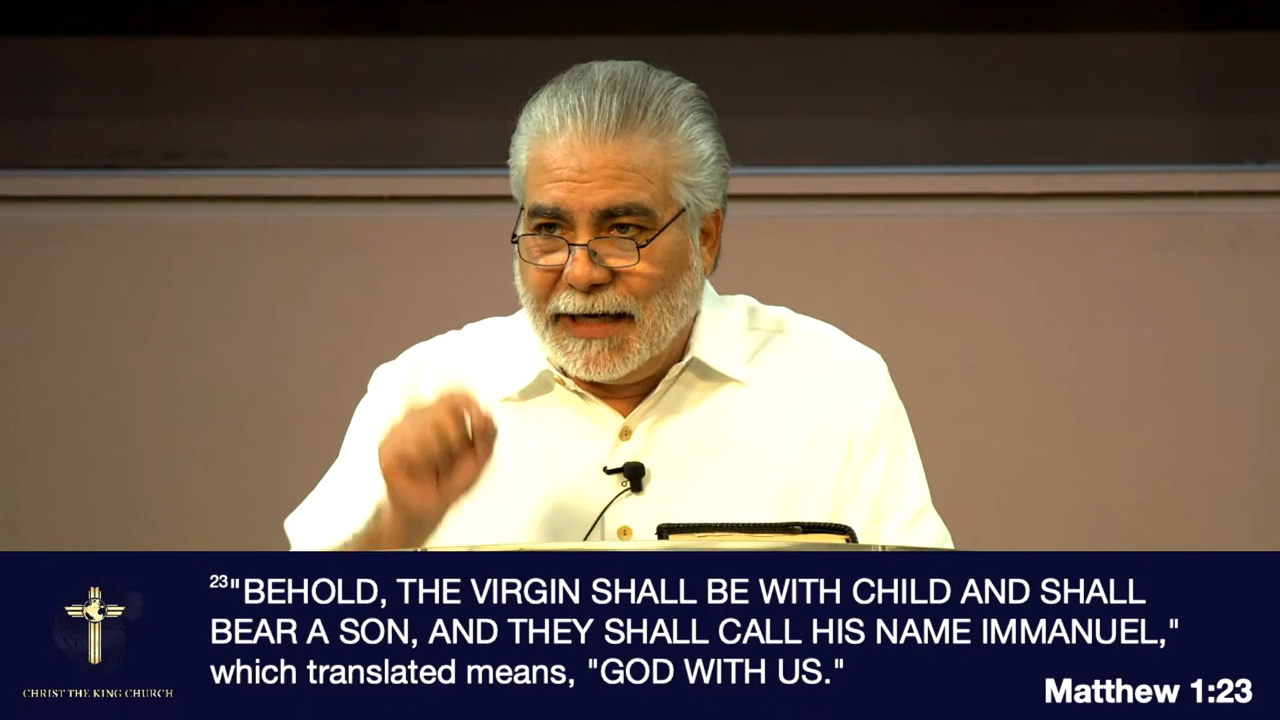 23"BEHOLD, THE VIRGIN SHALL BE WITH CHILD AND SHALL
BEAR A SON, AND THEY SHALL CALL HIS NAME IMMANUEL,"
which translated means, "GOD WITH US."
CHRIST THE KING CHURCH
Matthew 1:23